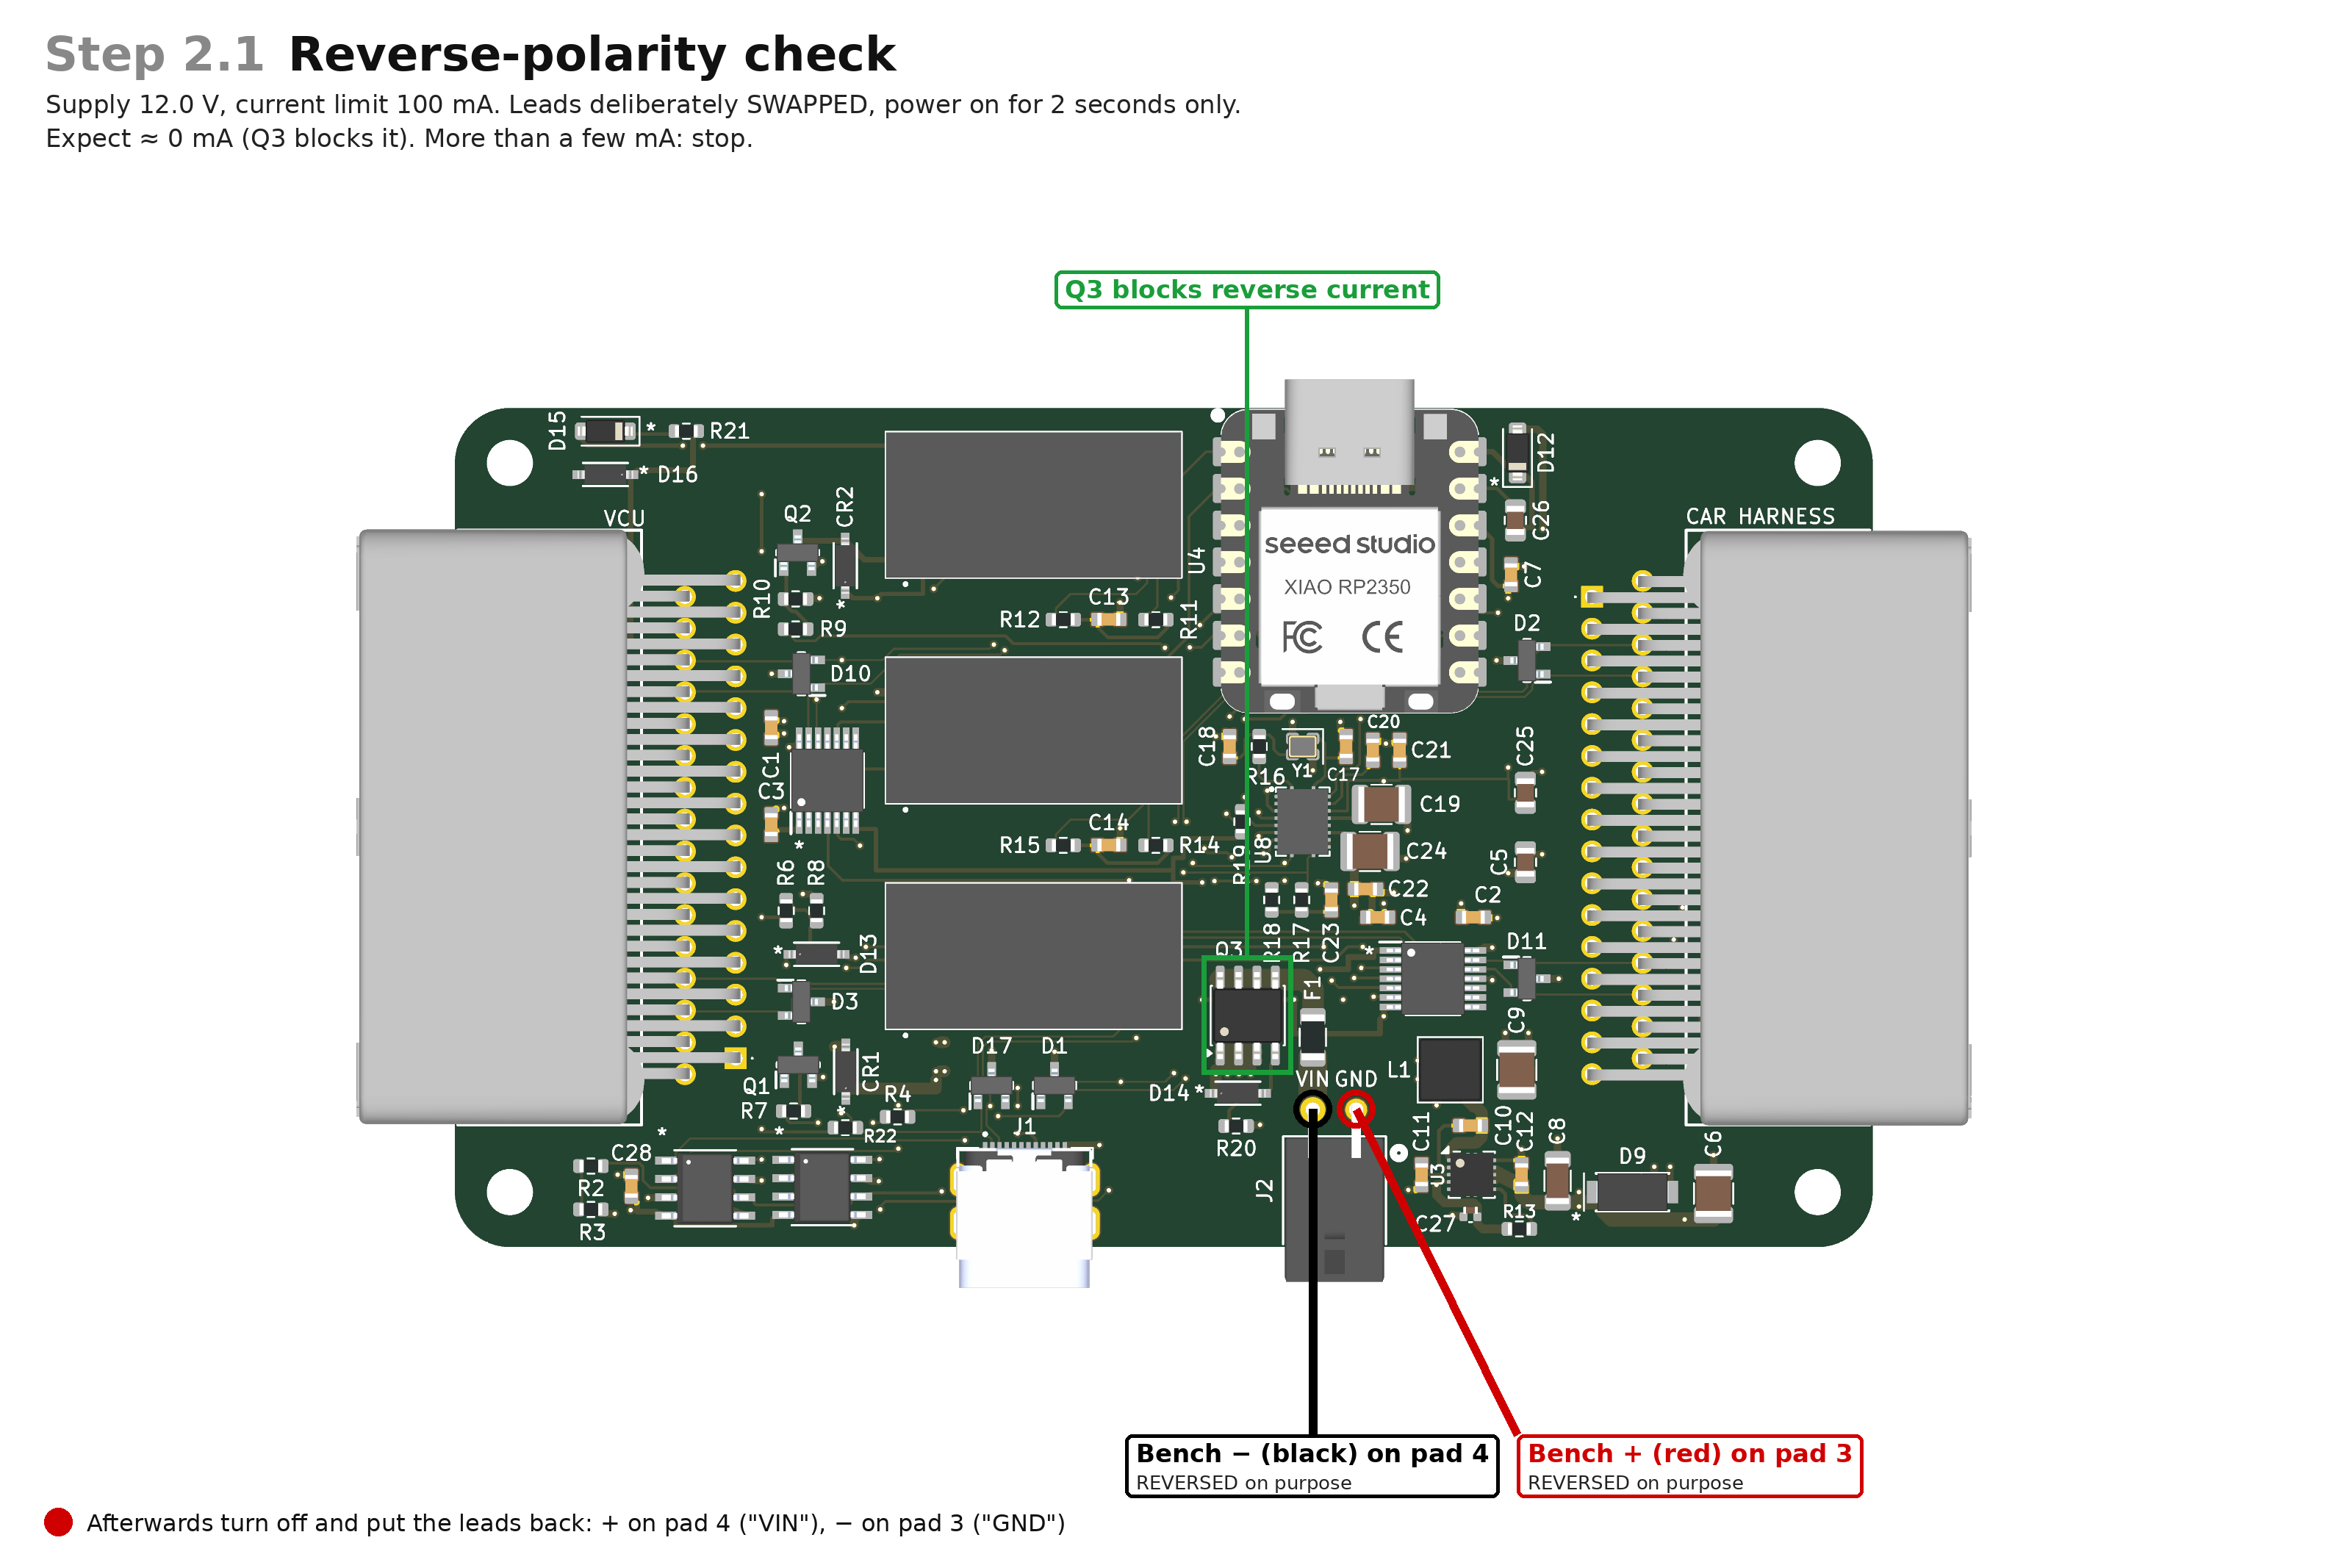 Step 2.1 Reverse-polarity check
Supply 12.0 V, current limit 100 mA. Leads deliberately SWAPPED, power on for 2 seconds only.
Expect ≈ 0 mA (Q3 blocks it). More than a few mA: stop.
Q3 blocks reverse current
D15
* R21
* D16
D12
*
VCU
CAR HARNESS
Q2
CR2
C26
U4
seeed studio
XIAO RP2350
FC CE
C7
R10
*
R9
R12
C13
R11
D2
D10
C1
C3
*
C18
R16
Y1
C17
C20
C21
C25
C19
R15
C14
R14
R19
U8
C24
C5
R6
R8
C22
C4
C2
* D13
Q3
R18
R17
C23
*
D11
D3
F1
C9
D17
D1
Q1
CR1
R7
*
R4
R22
D14 *
R20
VIN GND
L1
J1
C11
C10
C12
C8
C6
D9
*
* *
C28
R2
R3
J2
U3
C27
R13
Bench − (black) on pad 4
REVERSED on purpose
Bench + (red) on pad 3
REVERSED on purpose
Afterwards turn off and put the leads back: + on pad 4 ("VIN"), − on pad 3 ("GND")